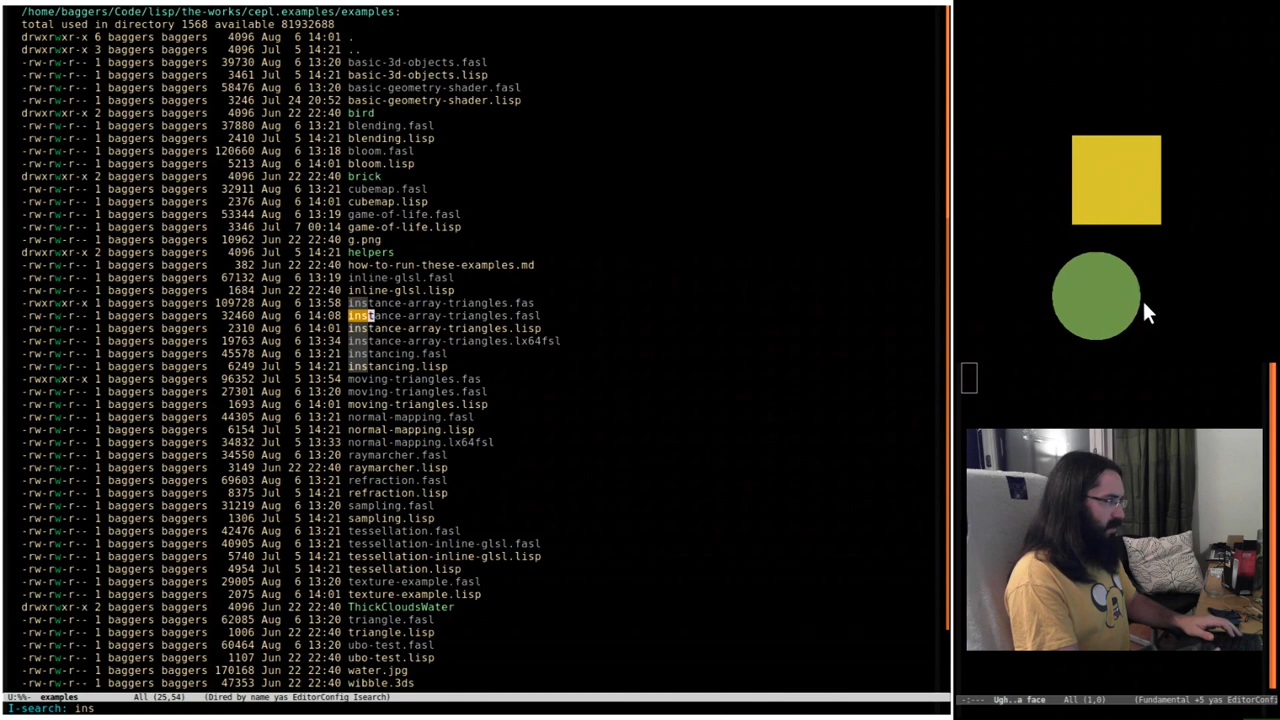 /home/baggers/Code/lisp/the-works/cepl.examples/examples:
total used in directory 1568 available 81932688
drwxrwxr-x 6 baggers baggers   4096 Aug  6 14:01 .
drwxrwxr-x 3 baggers baggers   4096 Jul  5 14:21 ..
-rw-rw-r-- 1 baggers baggers  39730 Aug  6 13:20 basic-3d-objects.fasl
-rw-rw-r-- 1 baggers baggers   3461 Jul  5 14:21 basic-3d-objects.lisp
-rw-rw-r-- 1 baggers baggers  58476 Aug  6 13:20 basic-geometry-shader.fasl
-rw-rw-r-- 1 baggers baggers   3246 Jul 24 20:52 basic-geometry-shader.lisp
drwxrwxr-x 2 baggers baggers   4096 Jun 22 22:40 bird
-rw-rw-r-- 1 baggers baggers  37880 Aug  6 13:21 blending.fasl
-rw-rw-r-- 1 baggers baggers   2410 Jul  5 14:21 blending.lisp
-rw-rw-r-- 1 baggers baggers 120660 Aug  6 13:18 bloom.fasl
-rw-rw-r-- 1 baggers baggers   5213 Aug  6 14:01 bloom.lisp
drwxrwxr-x 2 baggers baggers   4096 Jun 22 22:40 brick
-rw-rw-r-- 1 baggers baggers  32911 Aug  6 13:21 cubemap.fasl
-rw-rw-r-- 1 baggers baggers   2376 Aug  6 14:01 cubemap.lisp
-rw-rw-r-- 1 baggers baggers  53344 Aug  6 13:19 game-of-life.fasl
-rw-rw-r-- 1 baggers baggers   3346 Jul  7 00:14 game-of-life.lisp
-rw-rw-r-- 1 baggers baggers  10962 Jun 22 22:40 g.png
drwxrwxr-x 2 baggers baggers   4096 Jul  5 14:21 helpers
-rw-rw-r-- 1 baggers baggers    382 Jun 22 22:40 how-to-run-these-examples.md
-rw-rw-r-- 1 baggers baggers  67132 Aug  6 13:19 inline-glsl.fasl
-rw-rw-r-- 1 baggers baggers   1684 Jun 22 22:40 inline-glsl.lisp
-rwxrwxr-x 1 baggers baggers 109728 Aug  6 13:58 instance-array-triangles.fas
-rw-rw-r-- 1 baggers baggers  32460 Aug  6 14:08 instance-array-triangles.fasl
-rw-rw-r-- 1 baggers baggers   2310 Aug  6 14:01 instance-array-triangles.lisp
-rw-rw-r-- 1 baggers baggers  19763 Aug  6 13:34 instance-array-triangles.lx64fsl
-rw-rw-r-- 1 baggers baggers  45578 Aug  6 13:21 instancing.fasl
-rw-rw-r-- 1 baggers baggers   6249 Jul  5 14:21 instancing.lisp
-rwxrwxr-x 1 baggers baggers  96352 Jul  5 13:54 moving-triangles.fas
-rw-rw-r-- 1 baggers baggers  27301 Aug  6 13:20 moving-triangles.fasl
-rw-rw-r-- 1 baggers baggers   1693 Aug  6 14:01 moving-triangles.lisp
-rw-rw-r-- 1 baggers baggers  44305 Aug  6 13:21 normal-mapping.fasl
-rw-rw-r-- 1 baggers baggers   6154 Jul  5 14:21 normal-mapping.lisp
-rw-rw-r-- 1 baggers baggers  34832 Jul  5 13:33 normal-mapping.lx64fsl
-rw-rw-r-- 1 baggers baggers  34550 Aug  6 13:20 raymarcher.fasl
-rw-rw-r-- 1 baggers baggers   3149 Jun 22 22:40 raymarcher.lisp
-rw-rw-r-- 1 baggers baggers  69603 Aug  6 13:21 refraction.fasl
-rw-rw-r-- 1 baggers baggers   8375 Jul  5 14:21 refraction.lisp
-rw-rw-r-- 1 baggers baggers  31219 Aug  6 13:20 sampling.fasl
-rw-rw-r-- 1 baggers baggers   1306 Jul  5 14:21 sampling.lisp
-rw-rw-r-- 1 baggers baggers  42476 Aug  6 13:21 tessellation.fasl
-rw-rw-r-- 1 baggers baggers  40905 Aug  6 13:21 tessellation-inline-glsl.fasl
-rw-rw-r-- 1 baggers baggers   5740 Jul  5 14:21 tessellation-inline-glsl.lisp
-rw-rw-r-- 1 baggers baggers   4954 Jul  5 14:21 tessellation.lisp
-rw-rw-r-- 1 baggers baggers  29005 Aug  6 13:20 texture-example.fasl
-rw-rw-r-- 1 baggers baggers   2075 Aug  6 14:01 texture-example.lisp
drwxrwxr-x 2 baggers baggers   4096 Jun 22 22:40 ThickCloudsWater
-rw-rw-r-- 1 baggers baggers  62085 Aug  6 13:20 triangle.fasl
-rw-rw-r-- 1 baggers baggers   1006 Jun 22 22:40 triangle.lisp
-rw-rw-r-- 1 baggers baggers  60464 Aug  6 13:20 ubo-test.fasl
-rw-rw-r-- 1 baggers baggers   1107 Jun 22 22:40 ubo-test.lisp
-rw-rw-r-- 1 baggers baggers 170168 Jun 22 22:40 water.jpg
-rw-rw-r-- 1 baggers baggers  47353 Jun 22 22:40 wibble.3ds
U:%%-  examples       All (25,54)    (Dired by name yas EditorConfig Isearch)
I-search: ins
-:---  Ugh..a face    All (1,0)      (Fundamental +5 yas EditorConfi